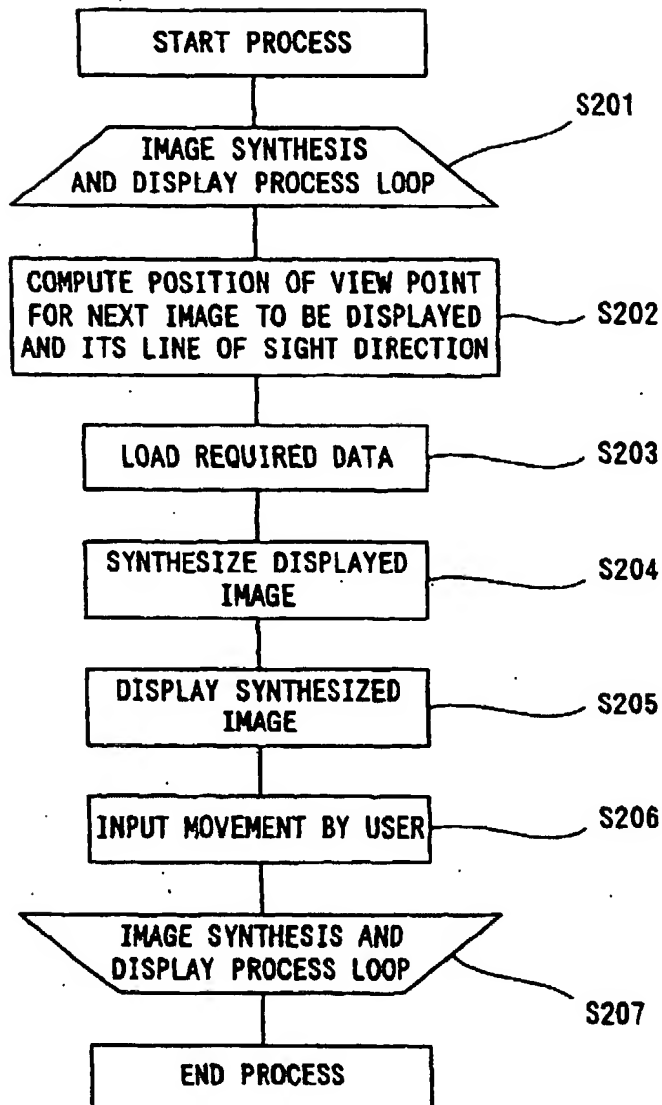 START PROCESS
S201
IMAGE SYNTHESIS
AND DISPLAY PROCESS LOOP
COMPUTE POSITION OF VIEW POINT
FOR NEXT IMAGE TO BE DISPLAYED
AND ITS LINE OF SIGHT DIRECTION
S202
LOAD REQUIRED DATA
S203
SYNTHESIZE DISPLAYED
IMAGE
S204
DISPLAY SYNTHESIZED
IMAGE
S205
INPUT MOVEMENT BY USER
S206
IMAGE SYNTHESIS AND
DISPLAY PROCESS LOOP
S207
END PROCESS